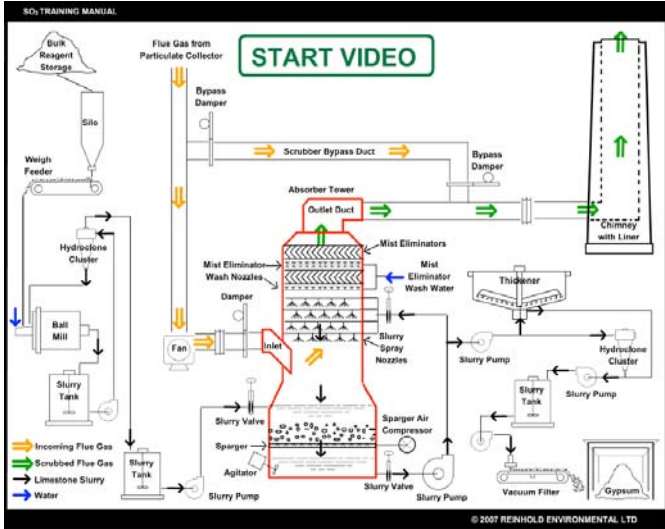 SO₂ TRAINING MANUAL
START VIDEO
Bulk
Reagent
Storage
Silo
Weigh
Feeder
Hydroclone
Cluster
Ball
Mill
Slurry
Tank
Flue Gas from
Particulate Collector
Bypass
Damper
Scrubber Bypass Duct
Bypass
Damper
Absorber Tower
Outlet Duct
Chimney
with Liner
Mist Eliminators
Mist Eliminator
Wash Nozzles
Mist
Eliminator
Wash Water
Damper
Fan
Inlet
Slurry
Spray
Nozzles
Thickener
Slurry Pump
Hydroclone
Cluster
Slurry Pump
Slurry
Tank
Slurry Pump
Vacuum Filter
Gypsum
Slurry Valve
Sparger
Agitator
Sparger Air
Compressor
Slurry Valve
Slurry Pump
Slurry
Tank
Slurry Pump
Incoming Flue Gas
Scrubbed Flue Gas
Limestone Slurry
Water
© 2007 REINHOLD ENVIRONMENTAL LTD